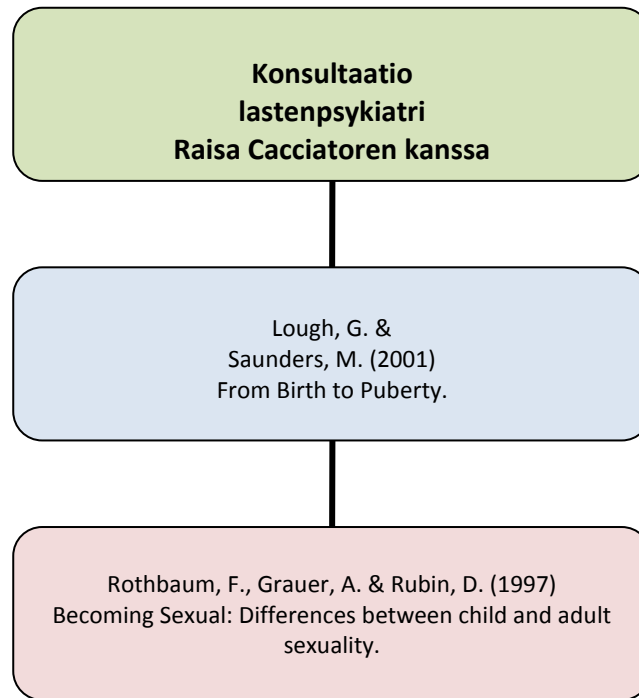 Konsultaatio
lastenpsykiatri
Raisa Cacciatoren kanssa
Lough, G. &
Saunders, M. (2001)
From Birth to Puberty.
Rothbaum, F., Grauer, A. & Rubin, D. (1997)
Becoming Sexual: Differences between child and adult
sexuality.